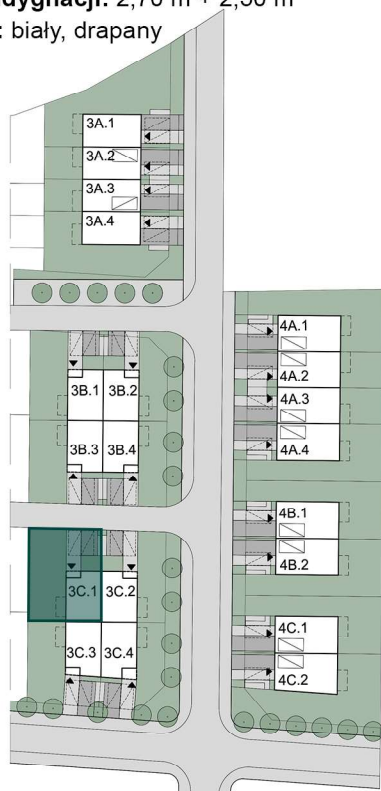 dygnacji: 2,70 m + 2,50 m
: biały, drapany
3A.1
3A.2
3A.3
3A.4
4A.1
4A.2
4A.3
4A.4
3B.1 3B.2
3B.3 3B.4
4B.1
4B.2
3C.1 3C.2
3C.3 3C.4
4C.1
4C.2